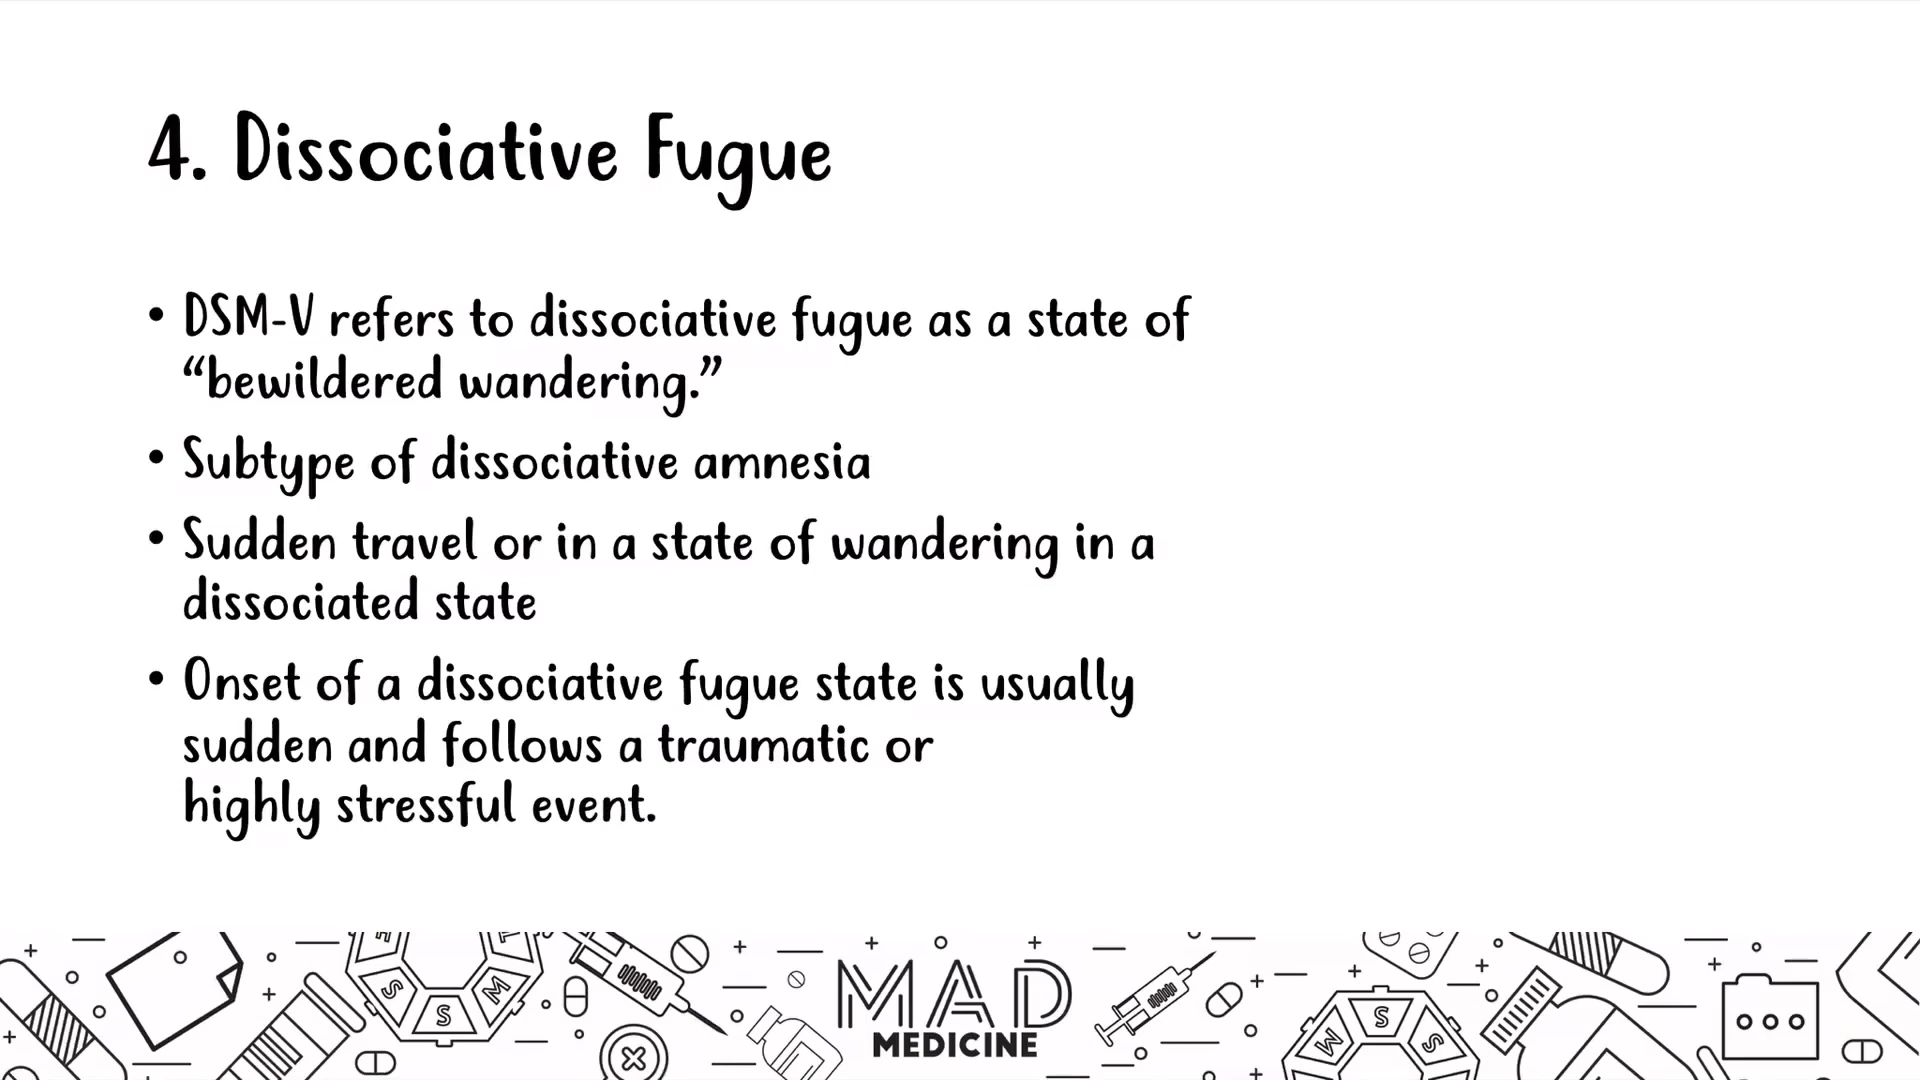 4. Dissociative Fugue
• DSM-V refers to dissociative fugue as a state of
“bewildered wandering.”
• Subtype of dissociative amnesia
• Sudden travel or in a state of wandering in a
dissociated state
• Onset of a dissociative fugue state is usually
sudden and follows a traumatic or
highly stressful event.
S S M
MAD
MEDICINE
M S S